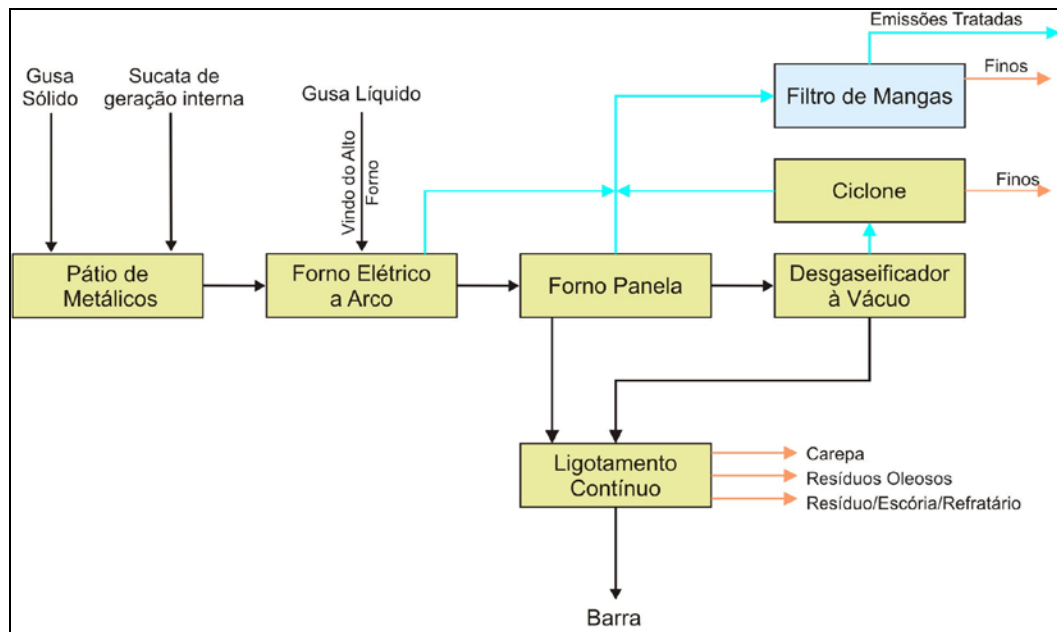 Emissões Tratadas
Gusa
Sólido
Sucata de
geração interna
Gusa Líquido
Finos
Filtro de Mangas
Vindo do Alto
Forno
Ciclone
Finos
Pátio de
Metálicos
Forno Elétrico
a Arco
Forno Panela
Desgaseificador
à Vácuo
Ligotamento
Contínuo
Carepa
Resíduos Oleosos
Resíduo/Escória/Refratário
Barra